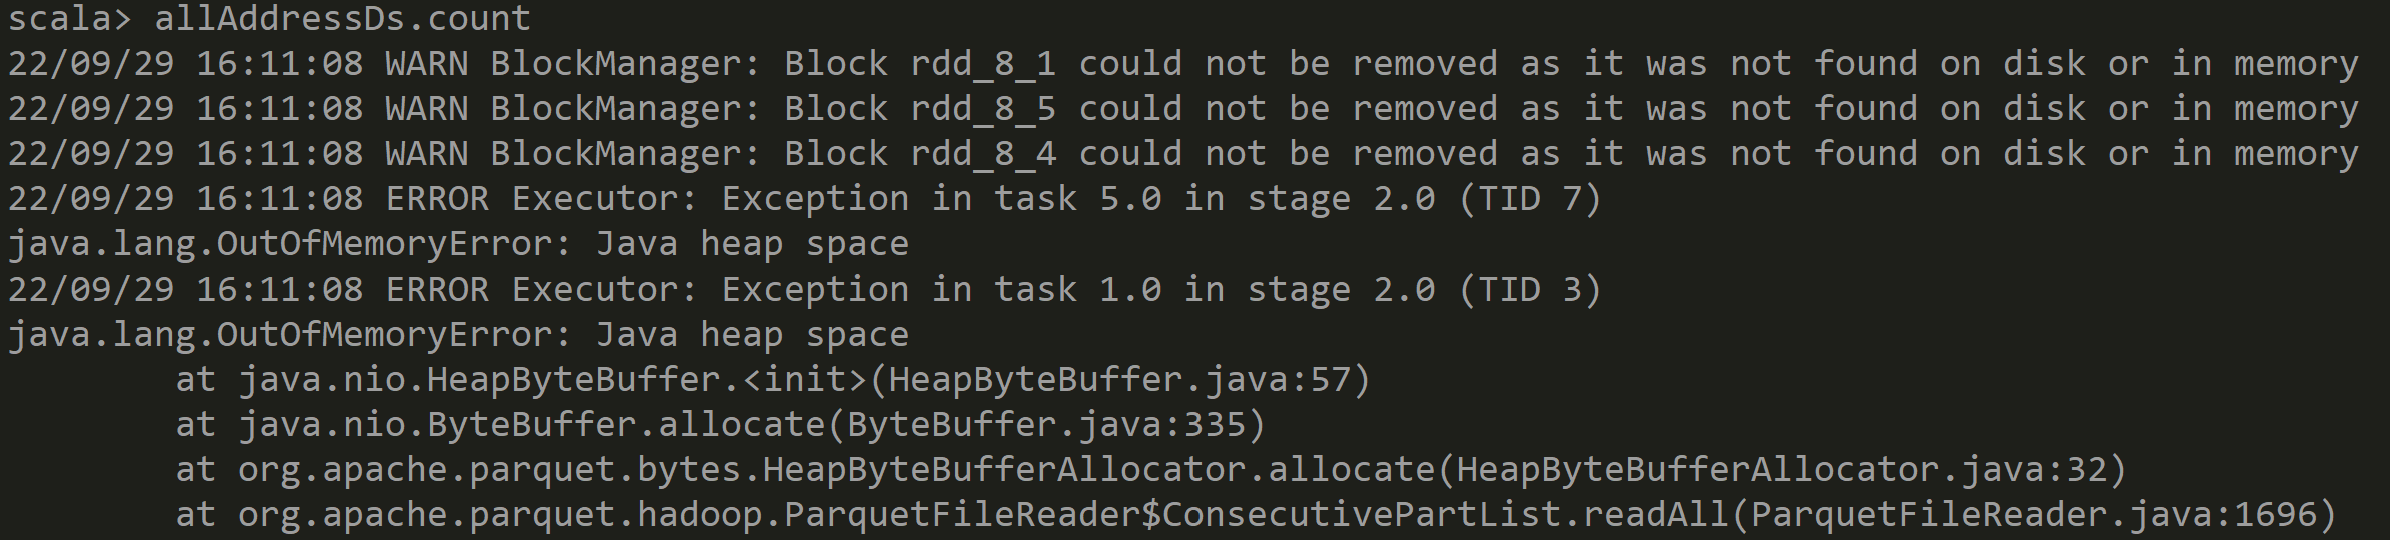 scala> allAddressDs.count
22/09/29 16:11:08 WARN BlockManager: Block rdd_8_1 could not be removed as it was not found on disk or in memory
22/09/29 16:11:08 WARN BlockManager: Block rdd_8_5 could not be removed as it was not found on disk or in memory
22/09/29 16:11:08 WARN BlockManager: Block rdd_8_4 could not be removed as it was not found on disk or in memory
22/09/29 16:11:08 ERROR Executor: Exception in task 5.0 in stage 2.0 (TID 7)
java.lang.OutOfMemoryError: Java heap space
22/09/29 16:11:08 ERROR Executor: Exception in task 1.0 in stage 2.0 (TID 3)
java.lang.OutOfMemoryError: Java heap space
        at java.nio.HeapByteBuffer.<init>(HeapByteBuffer.java:57)
        at java.nio.ByteBuffer.allocate(ByteBuffer.java:335)
        at org.apache.parquet.bytes.HeapByteBufferAllocator.allocate(HeapByteBufferAllocator.java:32)
        at org.apache.parquet.hadoop.ParquetFileReader$ConsecutivePartList.readAll(ParquetFileReader.java:1696)